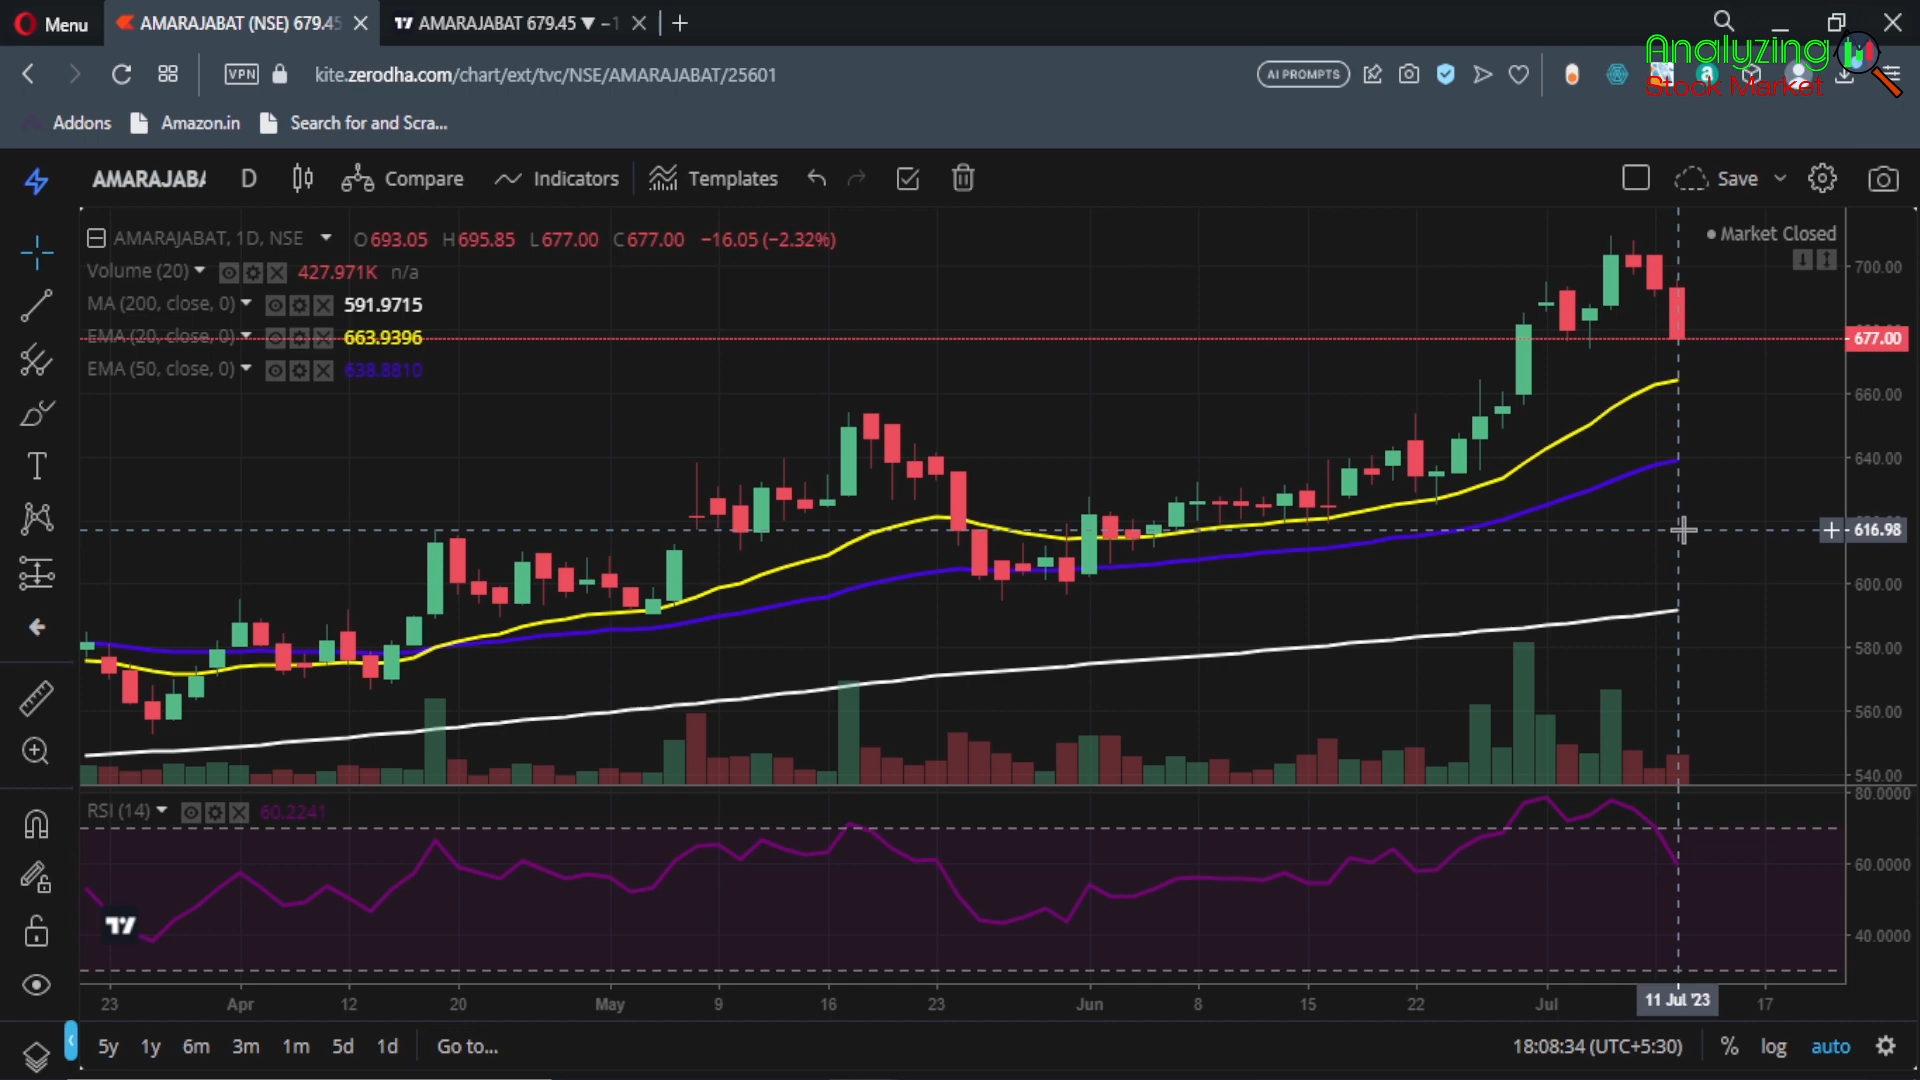 Menu
AMARAJABAT (NSE) 679.45
AMARAJABAT 679.45 ▼ −1
VPN
kite.zerodha.com/chart/ext/tvc/NSE/AMARAJABAT/25601
AI PROMPTS
Analyzing
Stock Market
Addons
Amazon.in
Search for and Scra...
AMARAJABA
D
Compare
Indicators
Templates
Save
AMARAJABAT, 1D, NSE O693.05 H695.85 L677.00 C677.00 −16.05 (−2.32%)
Market Closed
Volume (20) 427.971K n/a
MA (200, close, 0) 591.9715
EMA (20, close, 0) 663.9396
EMA (50, close, 0) 638.8810
700.00
677.00
660.00
640.00
616.98
600.00
580.00
560.00
540.00
RSI (14) 60.2241
80.0000
60.0000
40.0000
23 Apr 12 20 May 9 16 23 Jun 8 15 22 Jul 11 Jul '23 17
5y 1y 6m 3m 1m 5d 1d Go to...
18:08:34 (UTC+5:30) % log auto